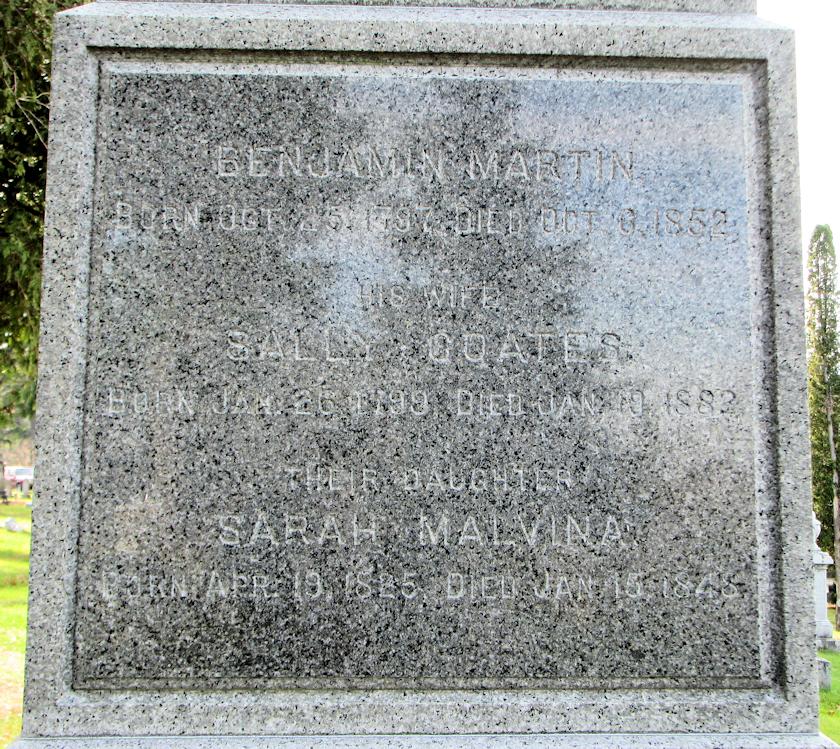 BENJAMIN MARTIN
BORN OCT. 25, 1797, DIED OCT. 6, 1852
HIS WIFE
SALLY COATES
BORN JAN. 26 1799 DIED JAN. 19, 1882
THEIR DAUGHTER
SARAH MALVINA
BORN APR. 19, 1825, DIED JAN. 15